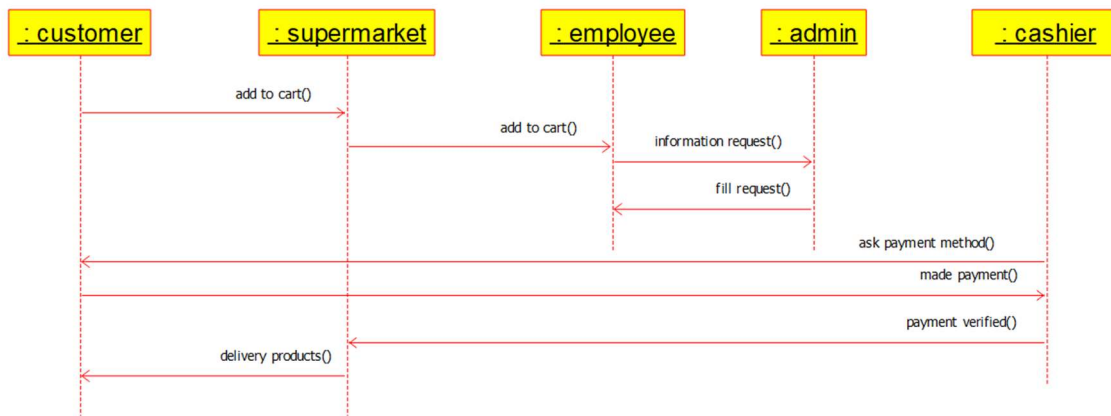 : customer
: supermarket
: employee
: admin
: cashier
add to cart()
add to cart()
information request()
fill request()
ask payment method()
made payment()
payment verified()
delivery products()